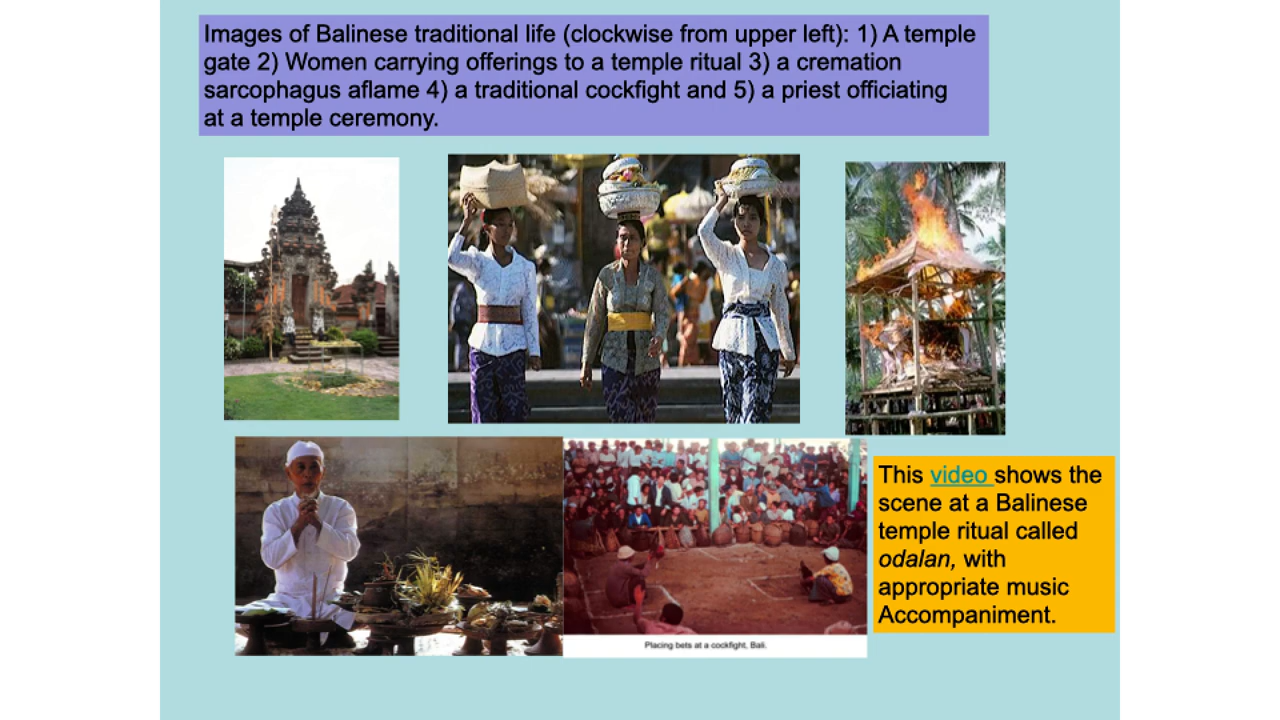 Images of Balinese traditional life (clockwise from upper left): 1) A temple
gate 2) Women carrying offerings to a temple ritual 3) a cremation
sarcophagus aflame 4) a traditional cockfight and 5) a priest officiating
at a temple ceremony.
This video shows the
scene at a Balinese
temple ritual called
odalan, with
appropriate music
Accompaniment.
Placing bets at a cockfight, Bali.